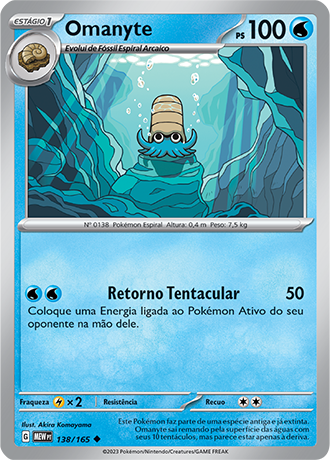 ESTÁGIO 1
Omanyte
PS 100
Evolui de Fóssil Espiral Arcaico
Nº 0138 Pokémon Espiral Altura: 0,4 m Peso: 7,5 kg
Retorno Tentacular 50
Coloque uma Energia ligada ao Pokémon Ativo do seu
oponente na mão dele.
Fraqueza ×2 Resistência Recuo
Ilust. Akira Komayama
G MEW PT 138/165
Este Pokémon faz parte de uma espécie antiga e já extinta.
Omanyte sai remando pela superfície das águas com
seus 10 tentáculos, mas parece estar apenas à deriva.
©2023 Pokémon/Nintendo/Creatures/GAME FREAK